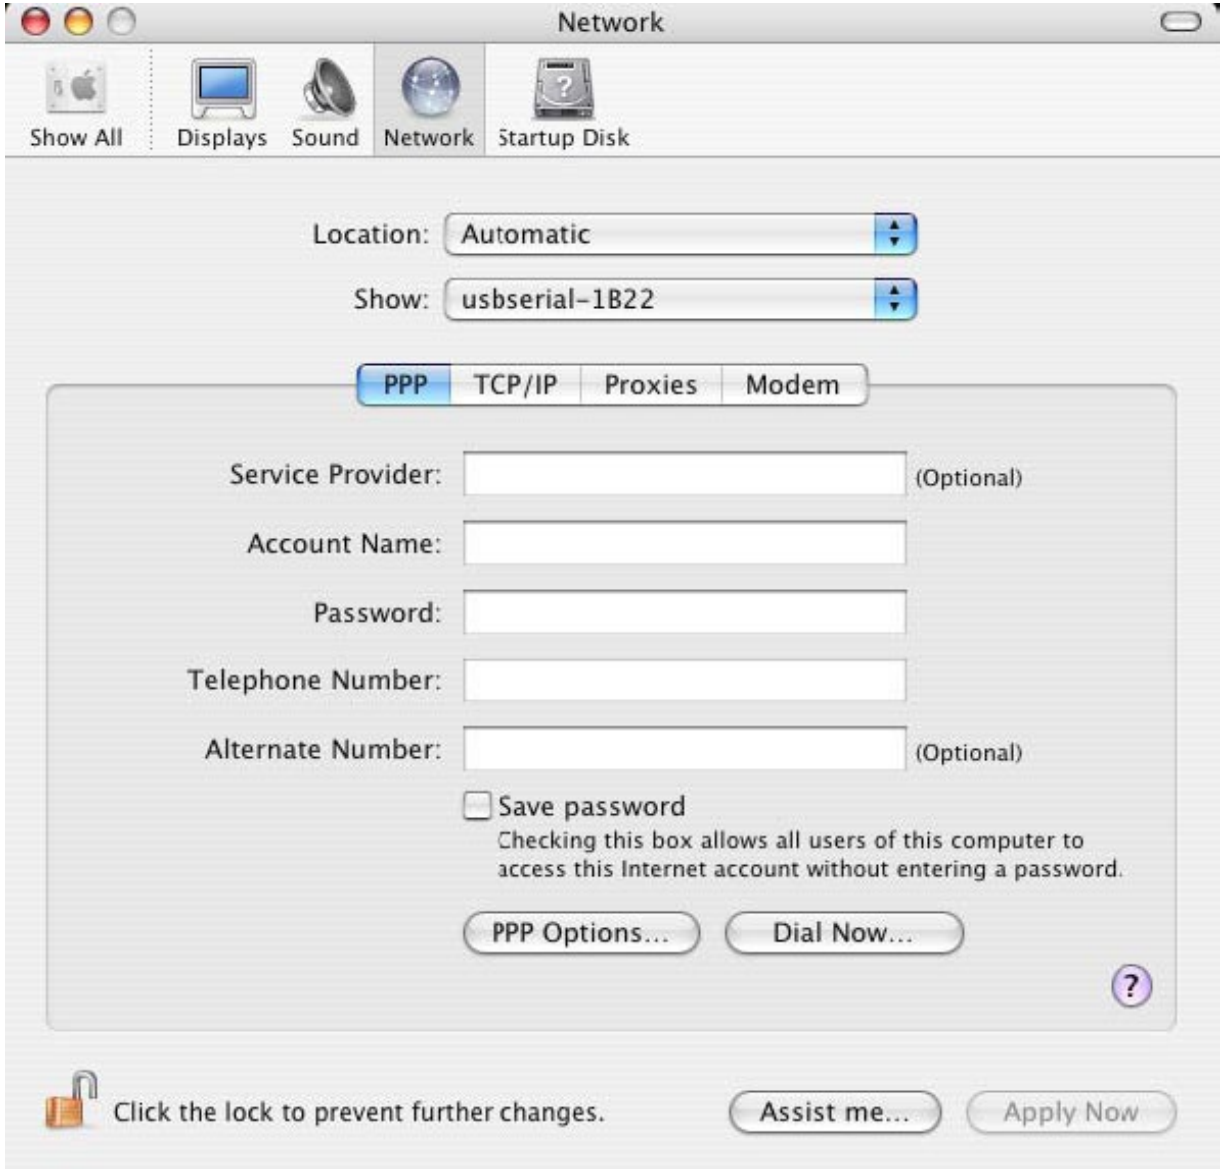 Network
Show All Displays Sound Network Startup Disk
Location: Automatic
Show: usbserial-1B22
PPP TCP/IP Proxies Modem
Service Provider: (Optional)
Account Name:
Password:
Telephone Number:
Alternate Number: (Optional)
Save password
Checking this box allows all users of this computer to
access this Internet account without entering a password.
PPP Options... Dial Now...
?
Click the lock to prevent further changes. Assist me... Apply Now